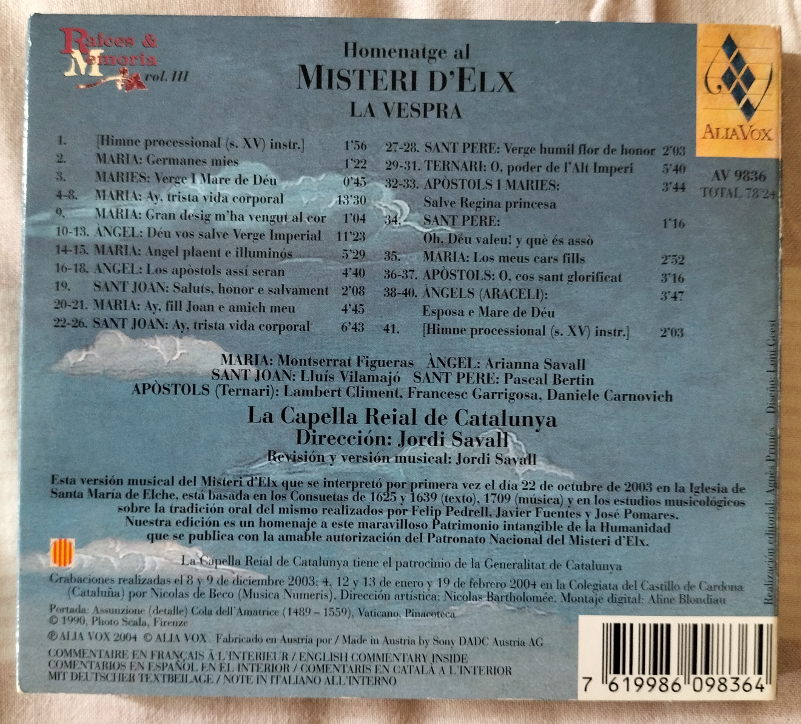 Raíces &
Memoria
vol. III
Homenatge al
MISTERI D'ELX
LA VESPRA
ALIAVOX
AV 9836
TOTAL 78'24
1. [Himne processional (s. XV) instr.] 1'56
2. MARIA: Germanes mies 1'22
3. MARIES: Verge I Mare de Déu 0'45
4-8. MARIA: Ay, trista vida corporal 13'30
9. MARIA: Gran desig m'ha vengut al cor 1'04
10-13. ÀNGEL: Déu vos salve Verge Imperial 11'23
14-15. MARIA: Àngel plaent e illuminós 5'29
16-18. ÀNGEL: Los apòstols assí seran 4'40
19. SANT JOAN: Saluts, honor e salvament 2'08
20-21. MARIA: Ay, fill Joan e amich meu 4'45
22-26. SANT JOAN: Ay, trista vida corporal 6'43
27-28. SANT PERE: Verge humil flor de honor 2'03
29-31. TERNARI: O, poder de l'Alt Imperi 5'40
32-33. APÒSTOLS I MARIES: 3'44
Salve Regina princesa
34. SANT PERE: 1'16
Oh, Déu valeu! y què és assò
35. MARIA: Los meus cars fills 2'52
36-37. APÒSTOLS: O, cos sant glorificat 3'16
38-40. ÀNGELS (ARACELI): 3'47
Esposa e Mare de Déu
41. [Himne processional (s. XV) instr.] 2'03
MARIA: Montserrat Figueras ÀNGEL: Arianna Savall
SANT JOAN: Lluís Vilamajó SANT PERE: Pascal Bertin
APÒSTOLS (Ternari): Lambert Climent, Francesc Garrigosa, Daniele Carnovich
La Capella Reial de Catalunya
Dirección: Jordi Savall
Revisión y versión musical: Jordi Savall
Esta versión musical del Misteri d'Elx que se interpretó por primera vez el día 22 de octubre de 2003 en la Iglesia de
Santa María de Elche, está basada en los Consuetas de 1625 y 1639 (texto), 1709 (música) y en los estudios musicológicos
sobre la tradición oral del mismo realizados por Felip Pedrell, Javier Fuentes y José Pomares.
Nuestra edición es un homenaje a este maravilloso Patrimonio intangible de la Humanidad
que se publica con la amable autorización del Patronato Nacional del Misteri d'Elx.
La Capella Reial de Catalunya tiene el patrocinio de la Generalitat de Catalunya
Grabaciones realizadas el 8 y 9 de diciembre 2003; 4, 12 y 13 de enero y 19 de febrero 2004 en la Colegiata del Castillo de Cardona
(Cataluña) por Nicolas de Beco (Musica Numeris). Dirección artística: Nicolas Bartholomée. Montaje digital: Aline Blondiau
Portada: Assunzione (detalle) Cola dell'Amatrice (1489 – 1559), Vaticano, Pinacoteca
© 1990, Photo Scala, Firenze
℗ ALIA VOX 2004 © ALIA VOX. Fabricado en Austria por / Made in Austria by Sony DADC Austria AG
COMMENTAIRE EN FRANÇAIS À L'INTERIEUR / ENGLISH COMMENTARY INSIDE
COMENTARIOS EN ESPAÑOL EN EL INTERIOR / COMENTARIS EN CATALÀ A L'INTERIOR
MIT DEUTSCHER TEXTBEILAGE / NOTE IN ITALIANO ALL'INTERNO
7 619986 098364
Realización editorial: Agnès Prunés Diseño: Eddi Geest